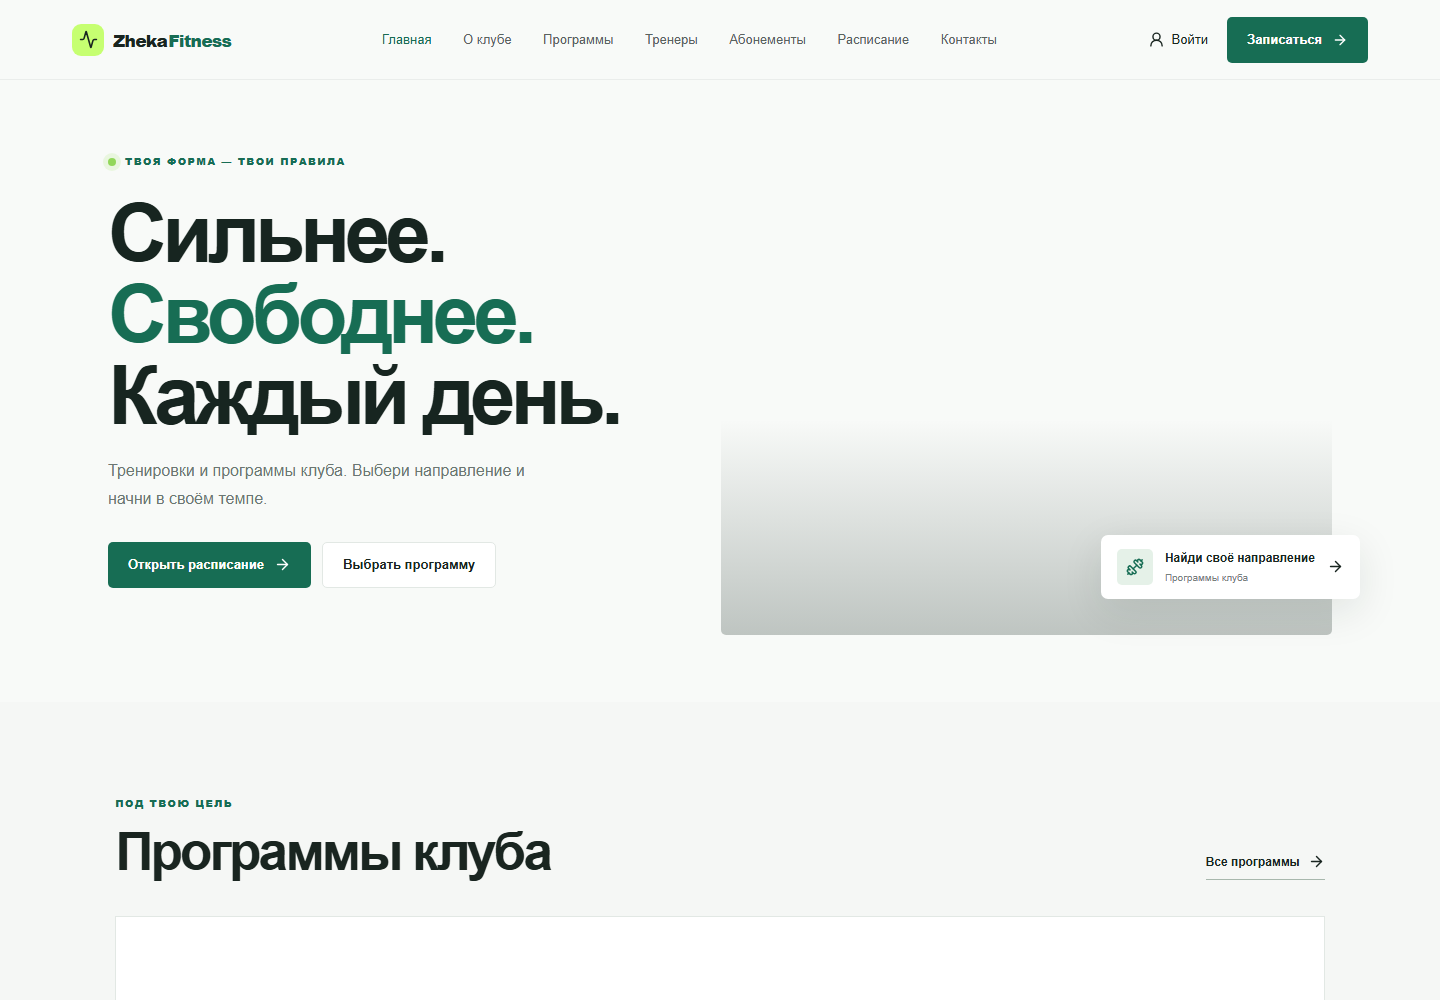 ZhekaFitness
Главная
О клубе
Программы
Тренеры
Абонементы
Расписание
Контакты
Войти
Записаться
ТВОЯ ФОРМА — ТВОИ ПРАВИЛА
Сильнее.
Свободнее.
Каждый день.
Тренировки и программы клуба. Выбери направление и
начни в своём темпе.
Открыть расписание
Выбрать программу
Найди своё направление
Программы клуба
ПОД ТВОЮ ЦЕЛЬ
Программы клуба
Все программы